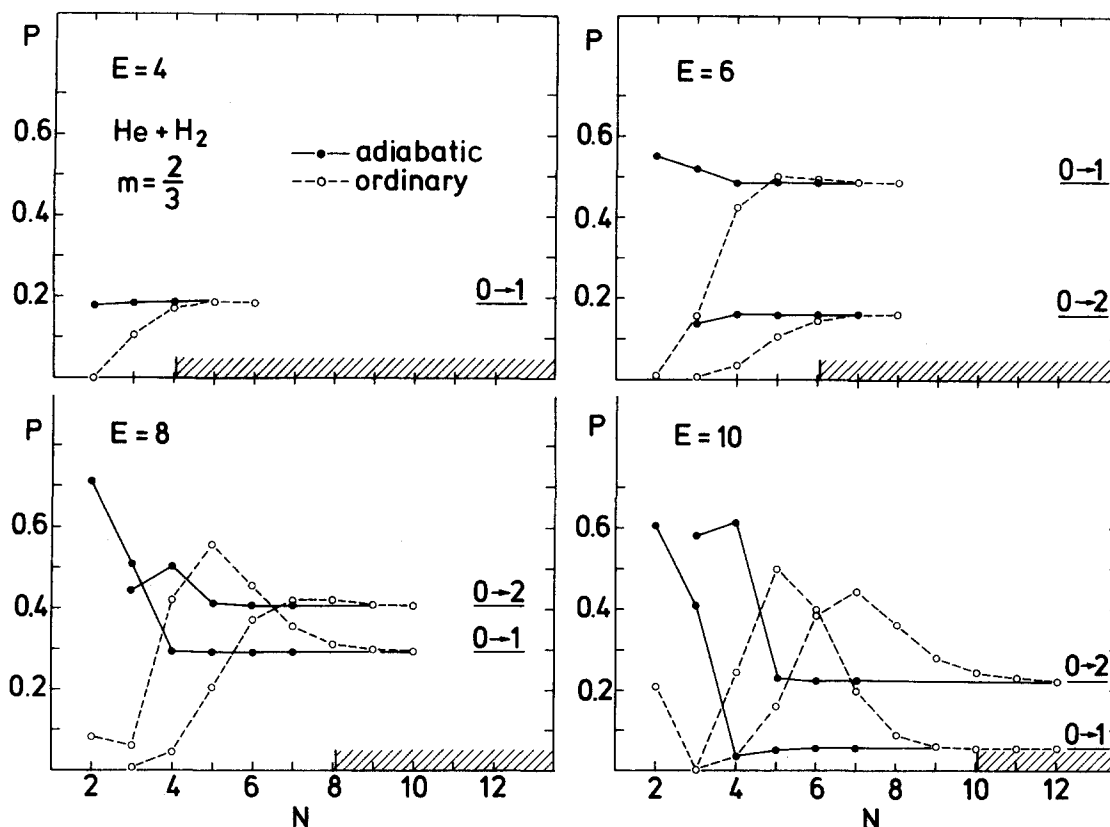 P
E = 4
He + H₂
m = 2/3
adiabatic
ordinary
0.6
0.4
0.2
0→1
P
E = 6
0.6
0.4
0.2
0→1
0→2
P
E = 8
0.6
0.4
0.2
0→2
0→1
2 4 6 8 10 12
N
P
E = 10
0.6
0.4
0.2
0→2
0→1
2 4 6 8 10 12
N